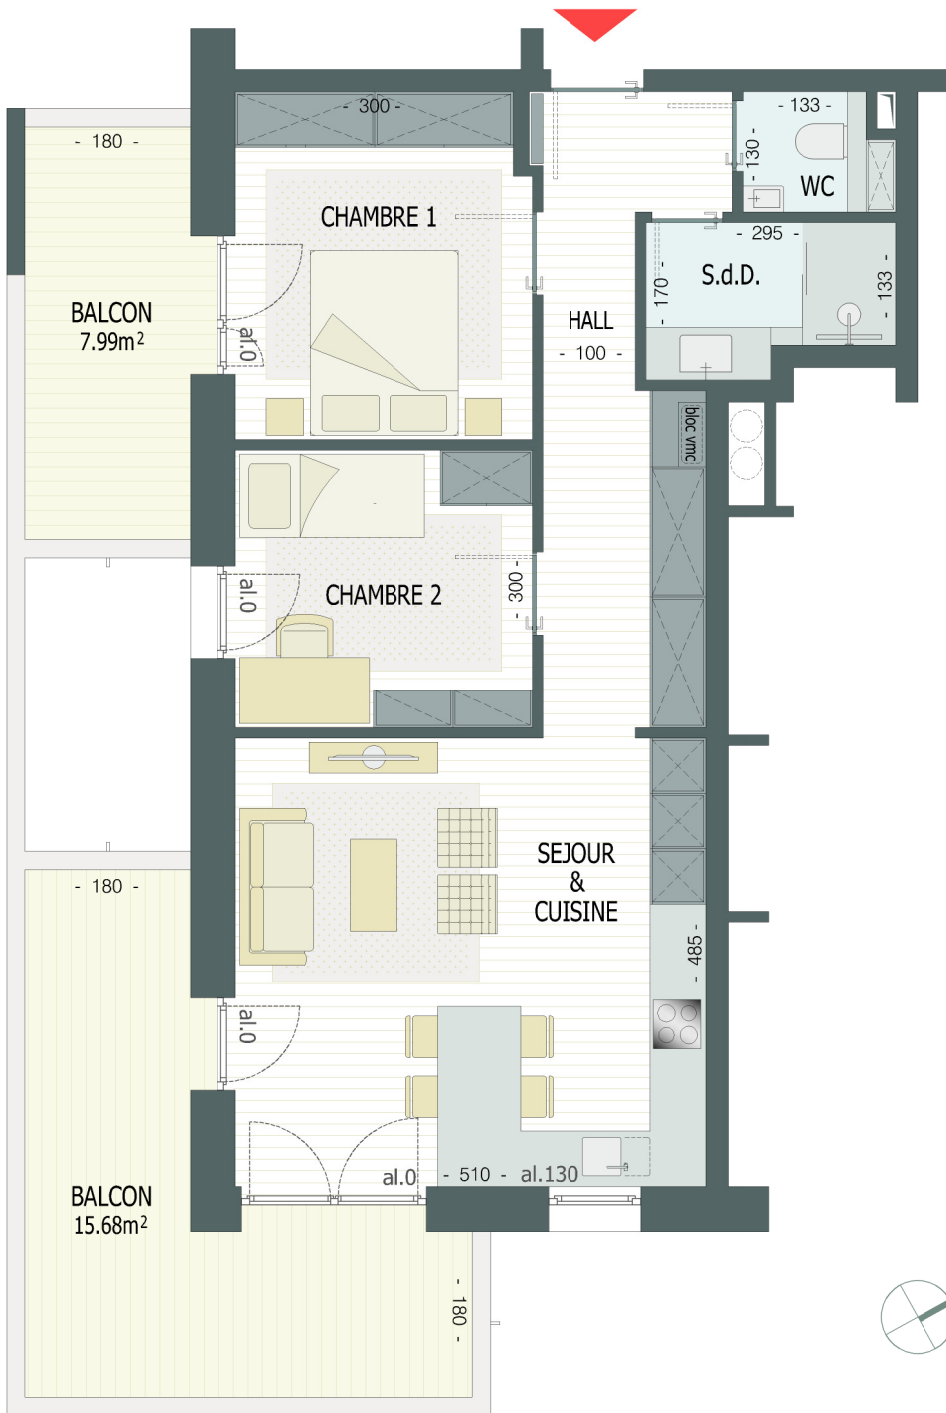 - 300 -
- 133 -
- 180 -
- 130 -
WC
CHAMBRE 1
- 295 -
S.d.D.
- 170 -
- 133 -
BALCON
7.99m²
HALL
- 100 -
al.0
bloc vmc
CHAMBRE 2
- 300 -
al.0
SEJOUR
&
CUISINE
- 180 -
- 485 -
al.0
al.0
- 510 -
al.130
BALCON
15.68m²
- 180 -